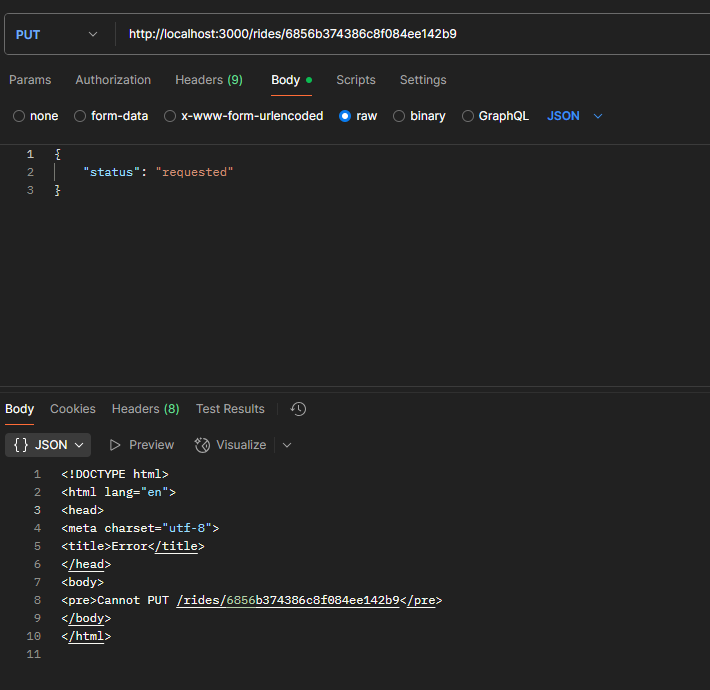 PUT http://localhost:3000/rides/6856b374386c8f084ee142b9
Params Authorization Headers (9) Body Scripts Settings
none form-data x-www-form-urlencoded raw binary GraphQL JSON
1 {
2 "status": "requested"
3 }
Body Cookies Headers (8) Test Results
{} JSON Preview Visualize
1 <!DOCTYPE html>
2 <html lang="en">
3 <head>
4 <meta charset="utf-8">
5 <title>Error</title>
6 </head>
7 <body>
8 <pre>Cannot PUT /rides/6856b374386c8f084ee142b9</pre>
9 </body>
10 </html>
11